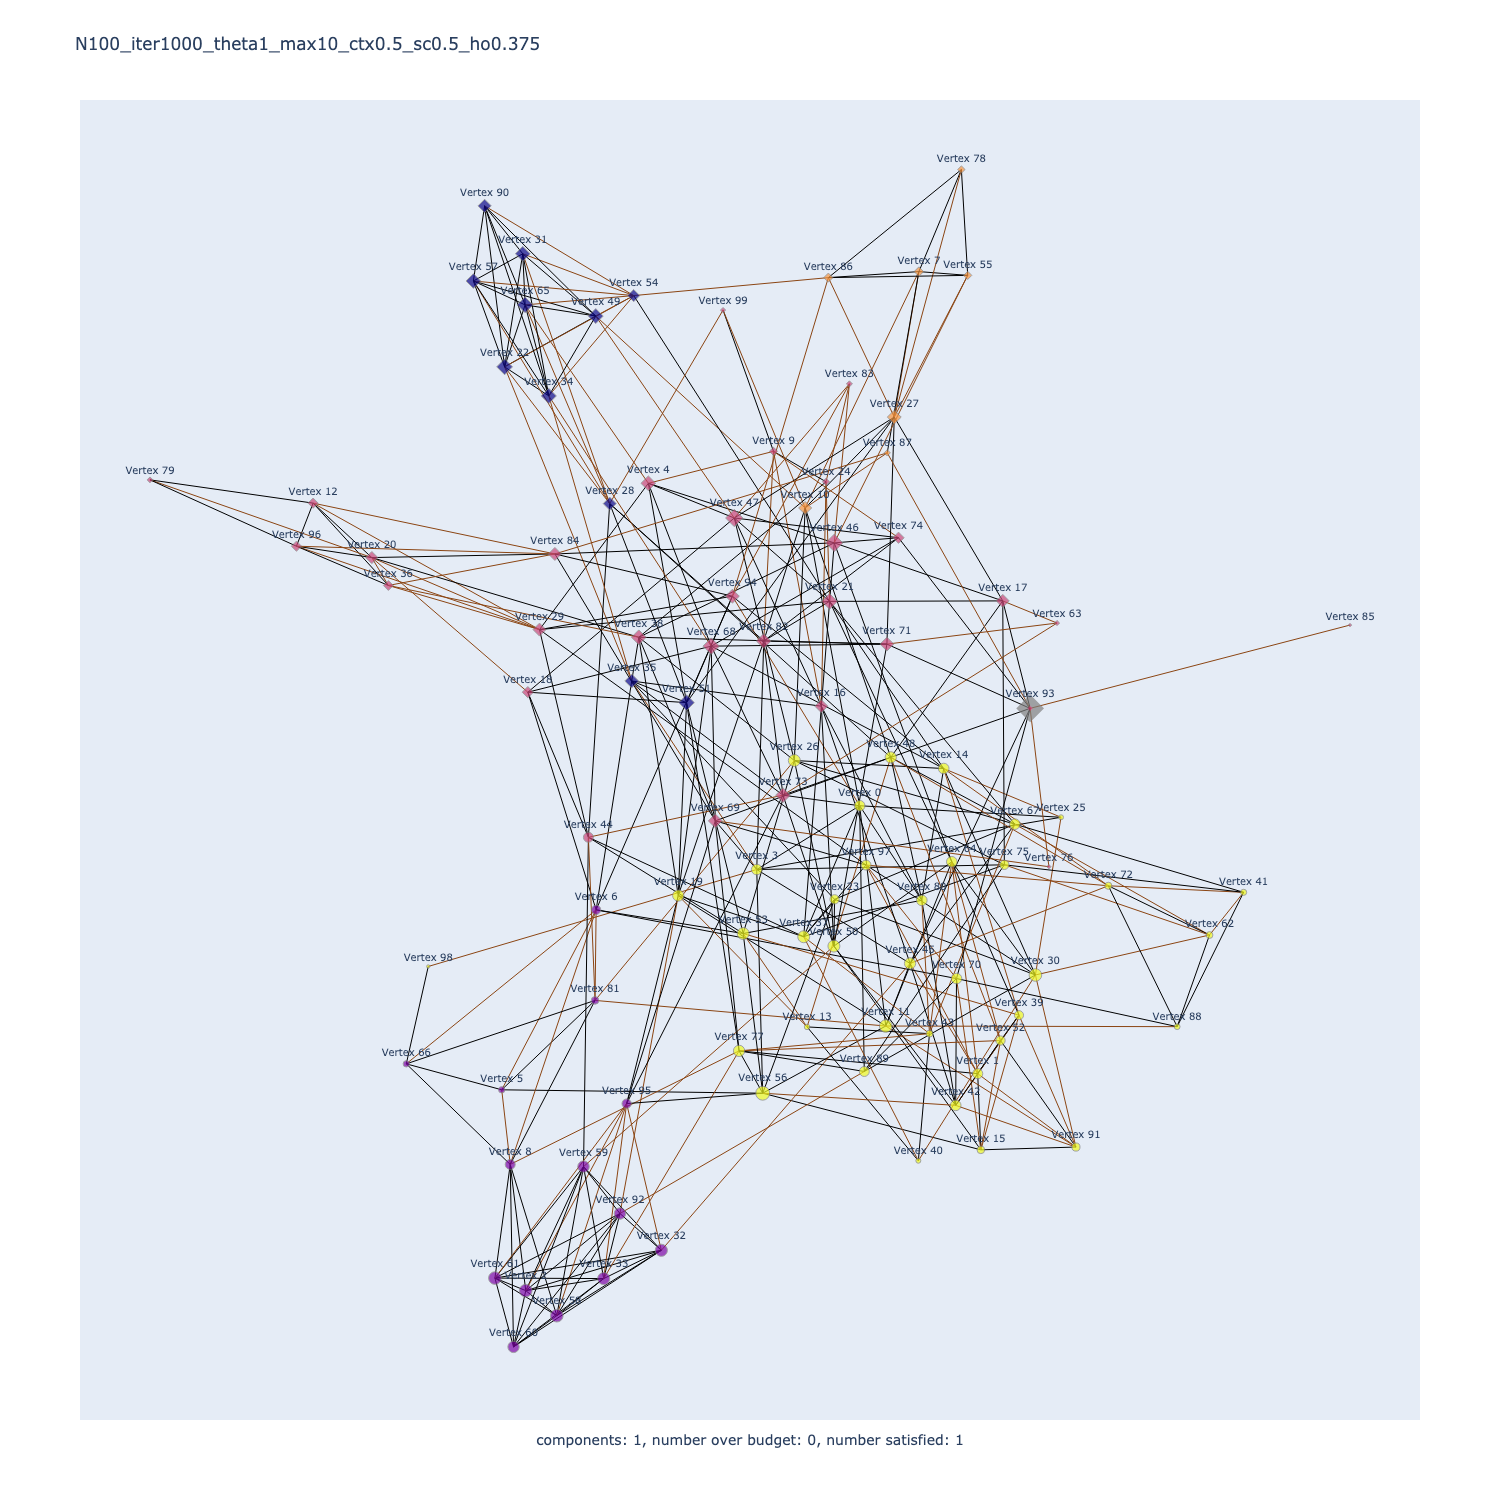 N100_iter1000_theta1_max10_ctx0.5_sc0.5_ho0.375
Vertex 78
Vertex 90
Vertex 31
Vertex 57
Vertex 65
Vertex 54
Vertex 49
Vertex 86
Vertex 7
Vertex 55
Vertex 99
Vertex 22
Vertex 34
Vertex 83
Vertex 27
Vertex 9
Vertex 87
Vertex 79
Vertex 4
Vertex 24
Vertex 12
Vertex 28
Vertex 47
Vertex 10
Vertex 96
Vertex 20
Vertex 84
Vertex 46
Vertex 74
Vertex 36
Vertex 94
Vertex 21
Vertex 17
Vertex 29
Vertex 38
Vertex 68
Vertex 71
Vertex 63
Vertex 85
Vertex 35
Vertex 18
Vertex 51
Vertex 16
Vertex 93
Vertex 26
Vertex 48
Vertex 14
Vertex 73
Vertex 0
Vertex 69
Vertex 67
Vertex 25
Vertex 44
Vertex 3
Vertex 97
Vertex 64
Vertex 75
Vertex 76
Vertex 19
Vertex 23
Vertex 72
Vertex 41
Vertex 6
Vertex 53
Vertex 62
Vertex 98
Vertex 45
Vertex 70
Vertex 30
Vertex 81
Vertex 13
Vertex 11
Vertex 43
Vertex 39
Vertex 88
Vertex 66
Vertex 77
Vertex 52
Vertex 5
Vertex 95
Vertex 56
Vertex 89
Vertex 1
Vertex 42
Vertex 8
Vertex 59
Vertex 40
Vertex 15
Vertex 91
Vertex 92
Vertex 32
Vertex 61
Vertex 33
Vertex 58
Vertex 60
components: 1, number over budget: 0, number satisfied: 1